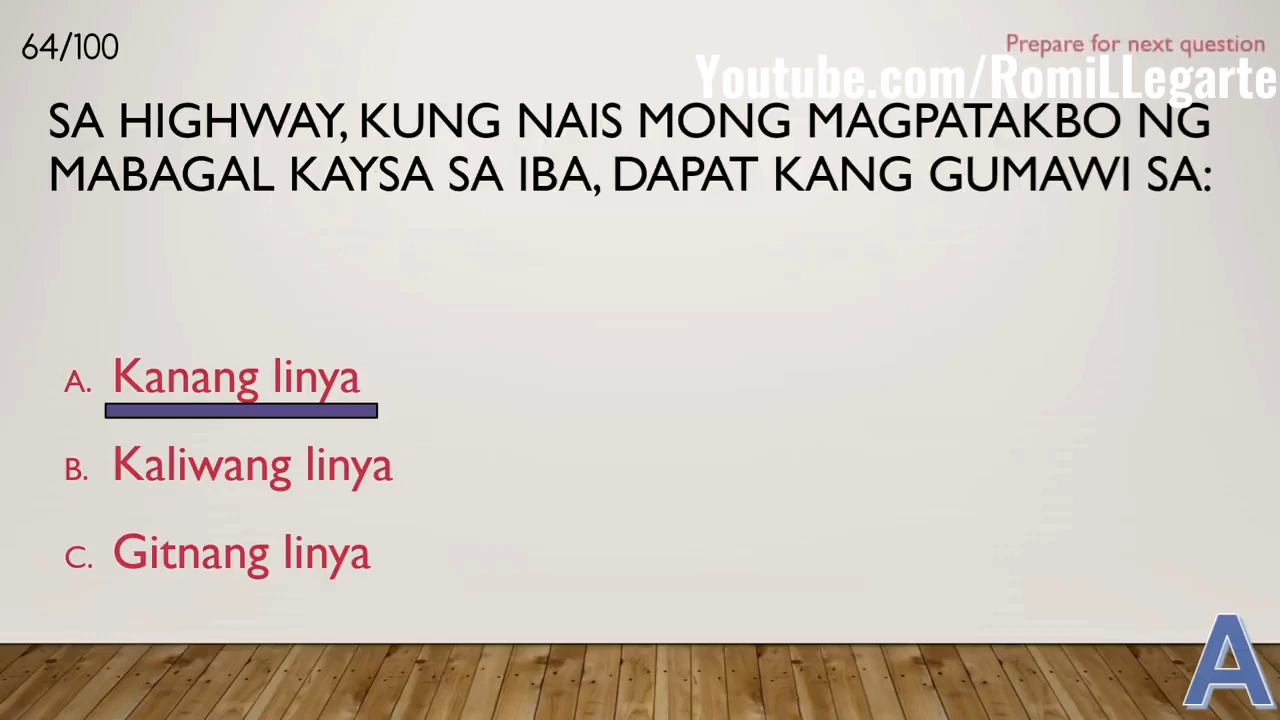 64/100
Prepare for next question
Youtube.com/RomiLLegarte
SA HIGHWAY, KUNG NAIS MONG MAGPATAKBO NG
MABAGAL KAYSA SA IBA, DAPAT KANG GUMAWI SA:
A. Kanang linya
B. Kaliwang linya
C. Gitnang linya
A